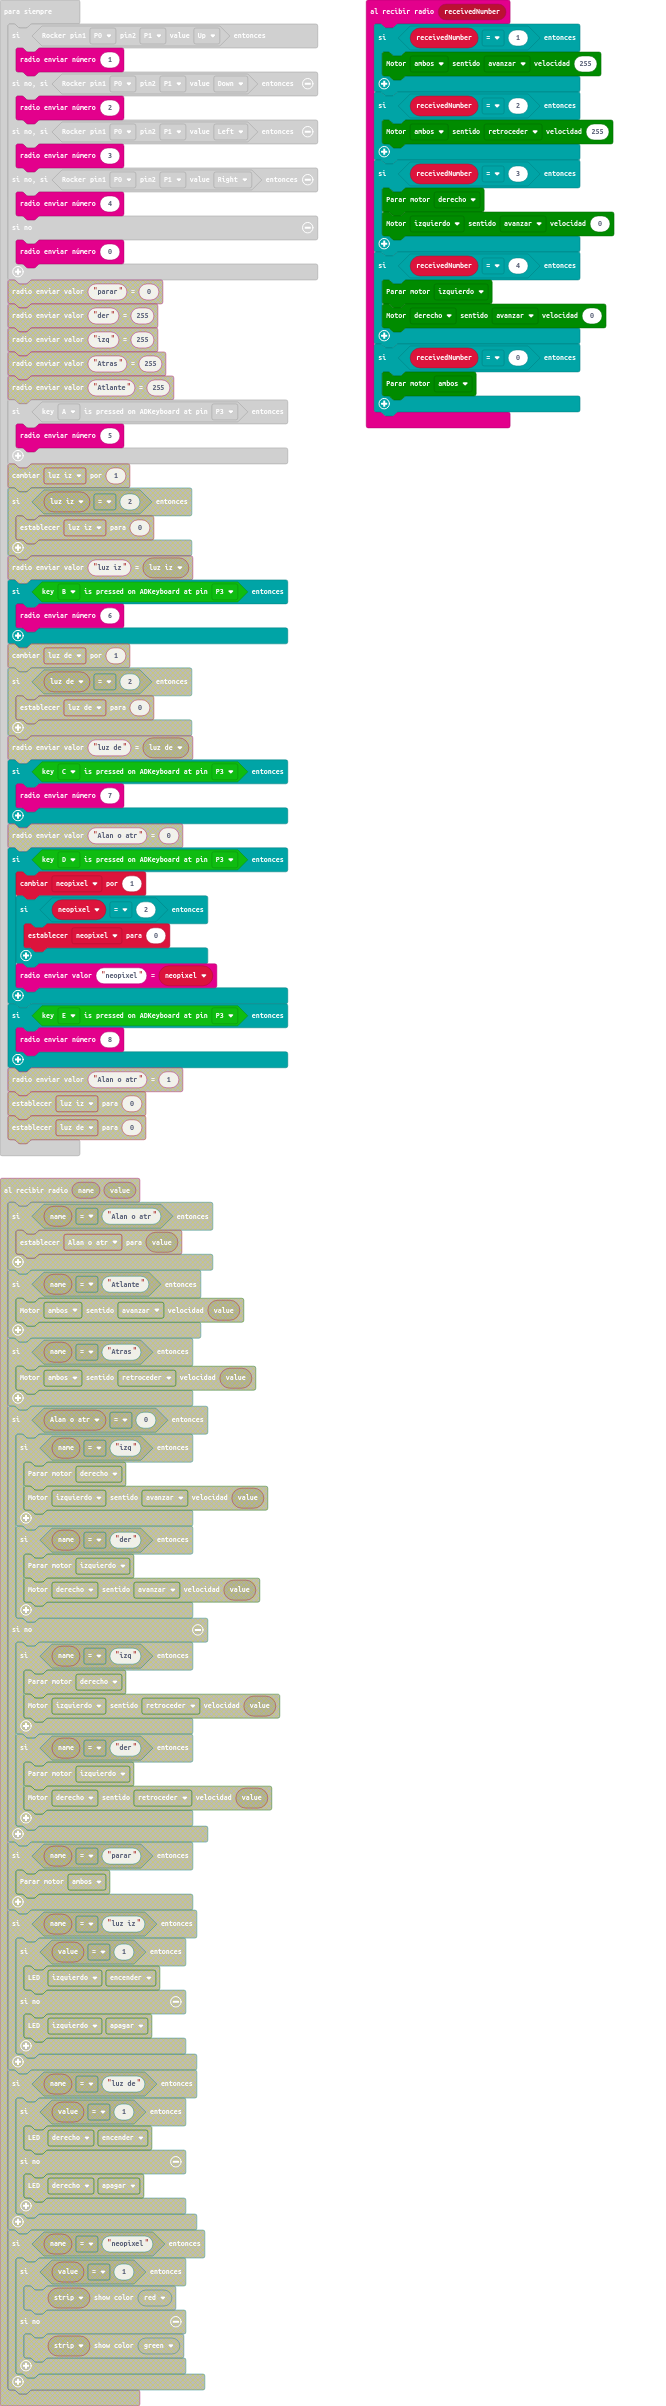 para siempre
si Rocker pin1 P0 pin2 P1 value Up entonces
radio enviar número 1
si no, si Rocker pin1 P0 pin2 P1 value Down entonces
radio enviar número 2
si no, si Rocker pin1 P0 pin2 P1 value Left entonces
radio enviar número 3
si no, si Rocker pin1 P0 pin2 P1 value Right entonces
radio enviar número 4
si no
radio enviar número 0
radio enviar valor "parar" = 0
radio enviar valor "der" = 255
radio enviar valor "izq" = 255
radio enviar valor "Atras" = 255
radio enviar valor "Atlante" = 255
si key A is pressed on ADKeyboard at pin P3 entonces
radio enviar número 5
cambiar luz iz por 1
si luz iz = 2 entonces
establecer luz iz para 0
radio enviar valor "luz iz" = luz iz
si key B is pressed on ADKeyboard at pin P3 entonces
radio enviar número 6
cambiar luz de por 1
si luz de = 2 entonces
establecer luz de para 0
radio enviar valor "luz de" = luz de
si key C is pressed on ADKeyboard at pin P3 entonces
radio enviar número 7
radio enviar valor "Alan o atr" = 0
si key D is pressed on ADKeyboard at pin P3 entonces
cambiar neopixel por 1
si neopixel = 2 entonces
establecer neopixel para 0
radio enviar valor "neopixel" = neopixel
si key E is pressed on ADKeyboard at pin P3 entonces
radio enviar número 8
radio enviar valor "Alan o atr" = 1
establecer luz iz para 0
establecer luz de para 0
al recibir radio receivedNumber
si receivedNumber = 1 entonces
Motor ambos sentido avanzar velocidad 255
si receivedNumber = 2 entonces
Motor ambos sentido retroceder velocidad 255
si receivedNumber = 3 entonces
Parar motor derecho
Motor izquierdo sentido avanzar velocidad 0
si receivedNumber = 4 entonces
Parar motor izquierdo
Motor derecho sentido avanzar velocidad 0
si receivedNumber = 0 entonces
Parar motor ambos
al recibir radio name value
si name = "Alan o atr" entonces
establecer Alan o atr para value
si name = "Atlante" entonces
Motor ambos sentido avanzar velocidad value
si name = "Atras" entonces
Motor ambos sentido retroceder velocidad value
si Alan o atr = 0 entonces
si name = "izq" entonces
Parar motor derecho
Motor izquierdo sentido avanzar velocidad value
si name = "der" entonces
Parar motor izquierdo
Motor derecho sentido avanzar velocidad value
si no
si name = "izq" entonces
Parar motor derecho
Motor izquierdo sentido retroceder velocidad value
si name = "der" entonces
Parar motor izquierdo
Motor derecho sentido retroceder velocidad value
si name = "parar" entonces
Parar motor ambos
si name = "luz iz" entonces
si value = 1 entonces
LED izquierdo encender
si no
LED izquierdo apagar
si name = "luz de" entonces
si value = 1 entonces
LED derecho encender
si no
LED derecho apagar
si name = "neopixel" entonces
si value = 1 entonces
strip show color red
si no
strip show color green